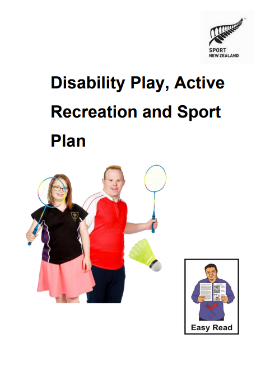 SPORT
NEW ZEALAND
Disability Play, Active
Recreation and Sport
Plan
Easy Read